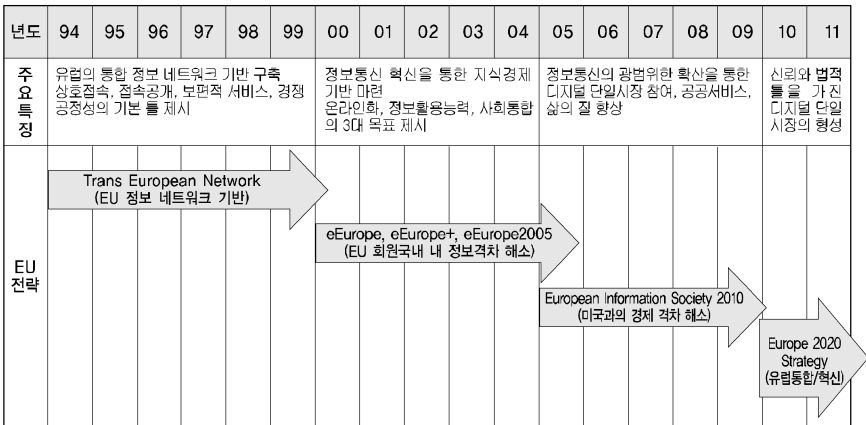 년도 94 95 96 97 98 99 00 01 02 03 04 05 06 07 08 09 10 11
주요특징
유럽의 통합 정보 네트워크 기반 구축
상호접속, 접속공개, 보편적 서비스, 경쟁
공정성의 기본 틀 제시
정보통신 혁신을 통한 지식경제
기반 마련
온라인화, 정보활용능력, 사회통합
의 3대 목표 제시
정보통신의 광범위한 확산을 통한
디지털 단일시장 참여, 공공서비스,
삶의 질 향상
신뢰와 법적
틀을 가진
디지털 단일
시장의 형성
EU
전략
Trans European Network
(EU 정보 네트워크 기반)
eEurope, eEurope+, eEurope2005
(EU 회원국내 내 정보격차 해소)
European Information Society 2010
(미국과의 경제 격차 해소)
Europe 2020
Strategy
(유럽통합/혁신)